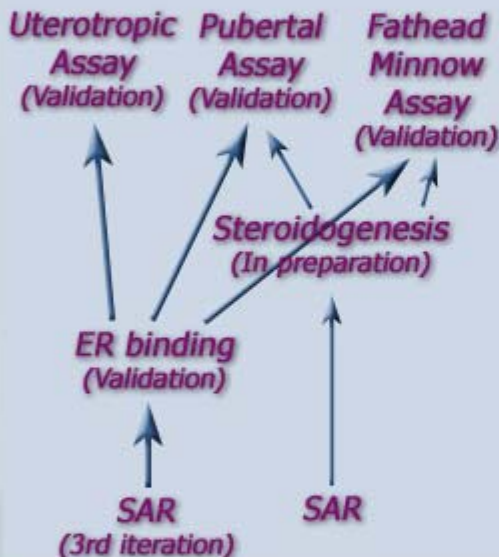 Uterotropic
Assay
(Validation)
Pubertal
Assay
(Validation)
Fathead
Minnow
Assay
(Validation)
Steroidogenesis
(In preparation)
ER binding
(Validation)
SAR
(3rd iteration)
SAR